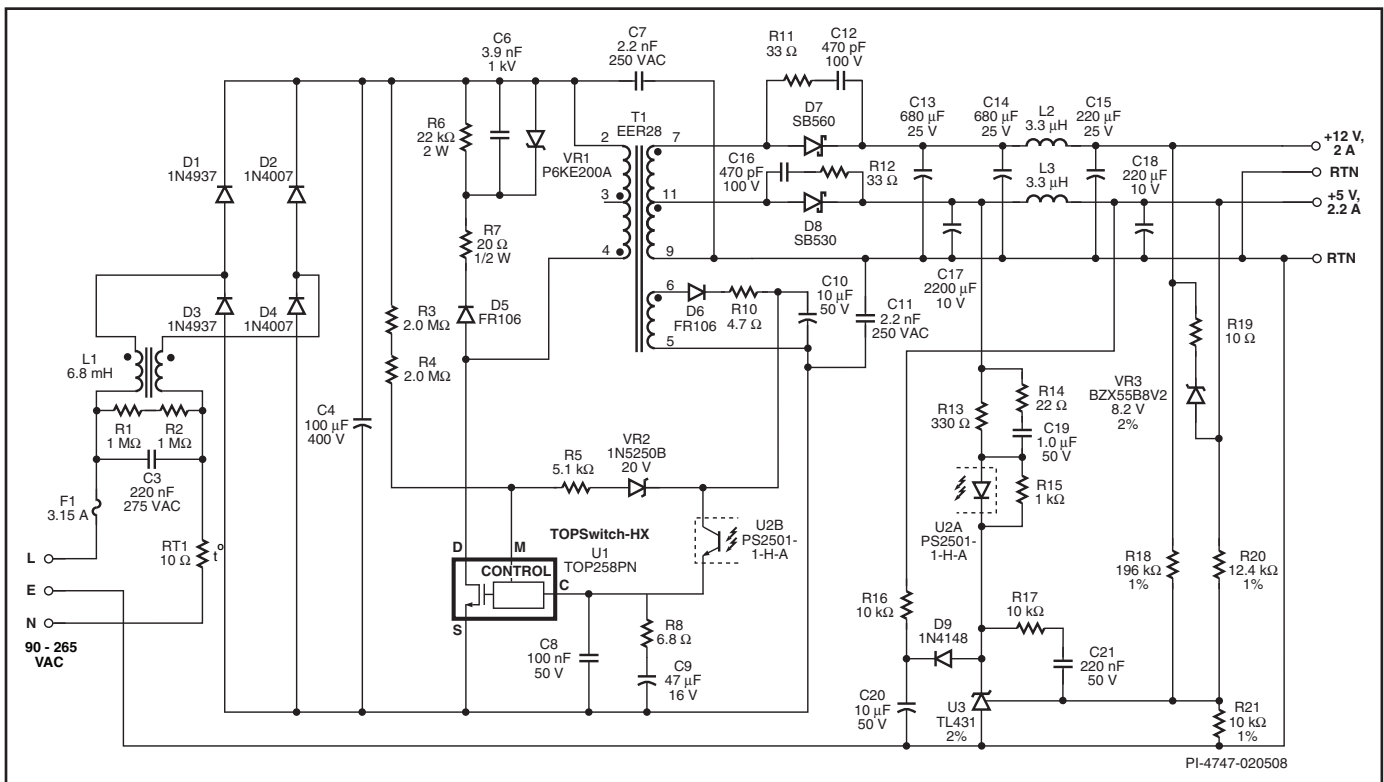 C6
3.9 nF
1 kV
C7
2.2 nF
250 VAC
R11
33 Ω
C12
470 pF
100 V
D7
SB560
C13
680 µF
25 V
C14
680 µF
25 V
L2
3.3 µH
C15
220 µF
25 V
+12 V,
2 A
RTN
+5 V,
2.2 A
RTN
R6
22 kΩ
2 W
VR1
P6KE200A
T1
EER28
2
3
4
7
11
9
6
5
C16
470 pF
100 V
R12
33 Ω
D8
SB530
L3
3.3 µH
C18
220 µF
10 V
C17
2200 µF
10 V
D1
1N4937
D2
1N4007
D3
1N4937
D4
1N4007
R7
20 Ω
1/2 W
D5
FR106
D6
FR106
R10
4.7 Ω
C10
10 µF
50 V
C11
2.2 nF
250 VAC
R3
2.0 MΩ
R4
2.0 MΩ
L1
6.8 mH
R1
1 MΩ
R2
1 MΩ
C3
220 nF
275 VAC
C4
100 µF
400 V
F1
3.15 A
RT1
10 Ω
t°
L
E
N
90 - 265
VAC
R5
5.1 kΩ
VR2
1N5250B
20 V
TOPSwitch-HX
U1
TOP258PN
D
M
CONTROL
C
S
U2B
PS2501-
1-H-A
R8
6.8 Ω
C8
100 nF
50 V
C9
47 µF
16 V
R13
330 Ω
R14
22 Ω
C19
1.0 µF
50 V
R15
1 kΩ
U2A
PS2501-
1-H-A
R19
10 Ω
VR3
BZX55B8V2
8.2 V
2%
R18
196 kΩ
1%
R20
12.4 kΩ
1%
R16
10 kΩ
R17
10 kΩ
D9
1N4148
C21
220 nF
50 V
C20
10 µF
50 V
U3
TL431
2%
R21
10 kΩ
1%
PI-4747-020508